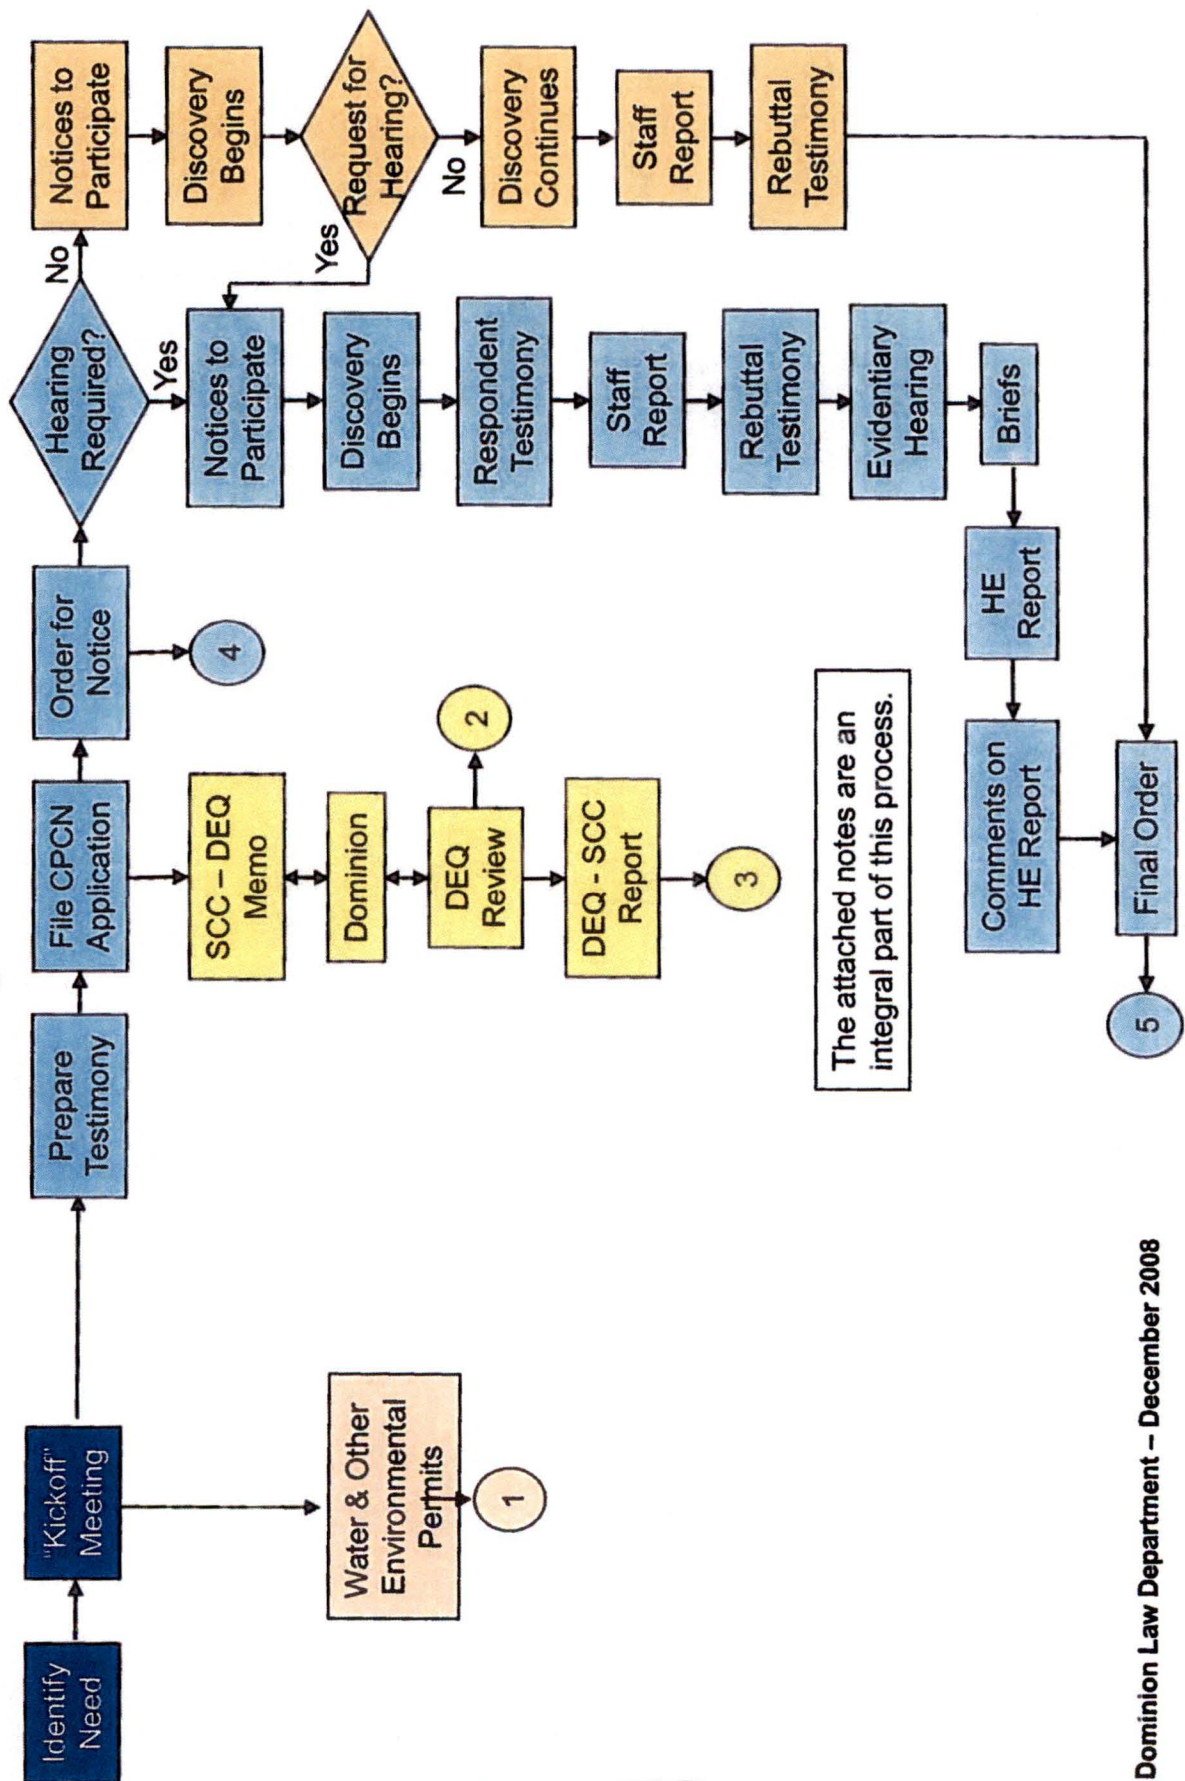 Identify
Need
"Kickoff"
Meeting
Prepare
Testimony
File CPCN
Application
Order for
Notice
Hearing
Required?
No
Notices to
Participate
Discovery
Begins
Request for
Hearing?
No
Discovery
Continues
Staff
Report
Rebuttal
Testimony
Yes
Yes
Notices to
Participate
Discovery
Begins
Respondent
Testimony
Staff
Report
Rebuttal
Testimony
Evidentiary
Hearing
Briefs
HE
Report
Comments on
HE Report
Final Order
5
4
SCC – DEQ
Memo
Dominion
DEQ
Review
2
DEQ - SCC
Report
3
Water & Other
Environmental
Permits
1
The attached notes are an
integral part of this process.
Dominion Law Department – December 2008